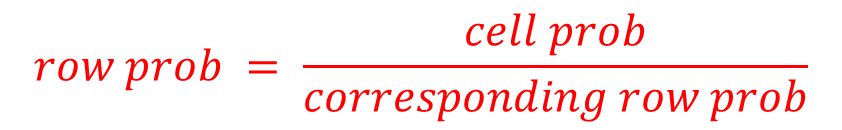 row prob = cell prob / corresponding row prob